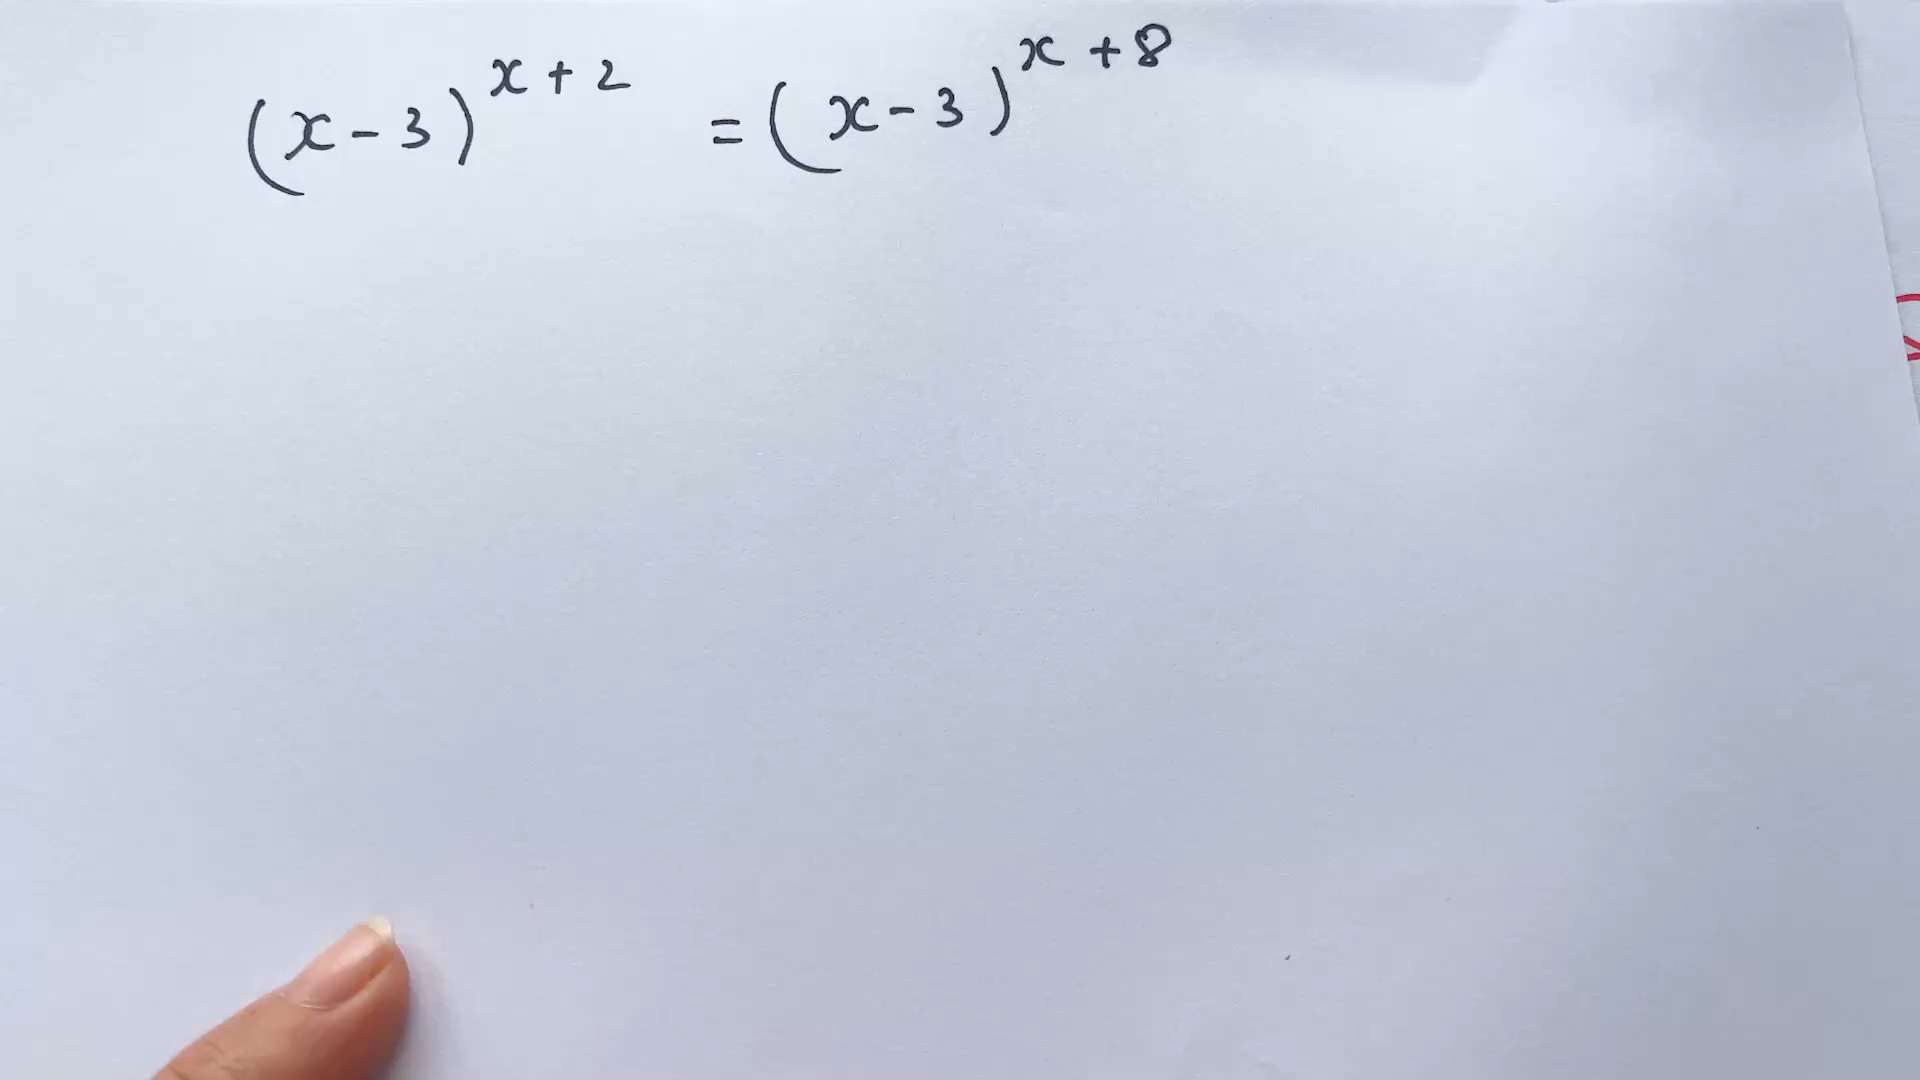 (x-3)^{x+2} = (x-3)^{x+8}